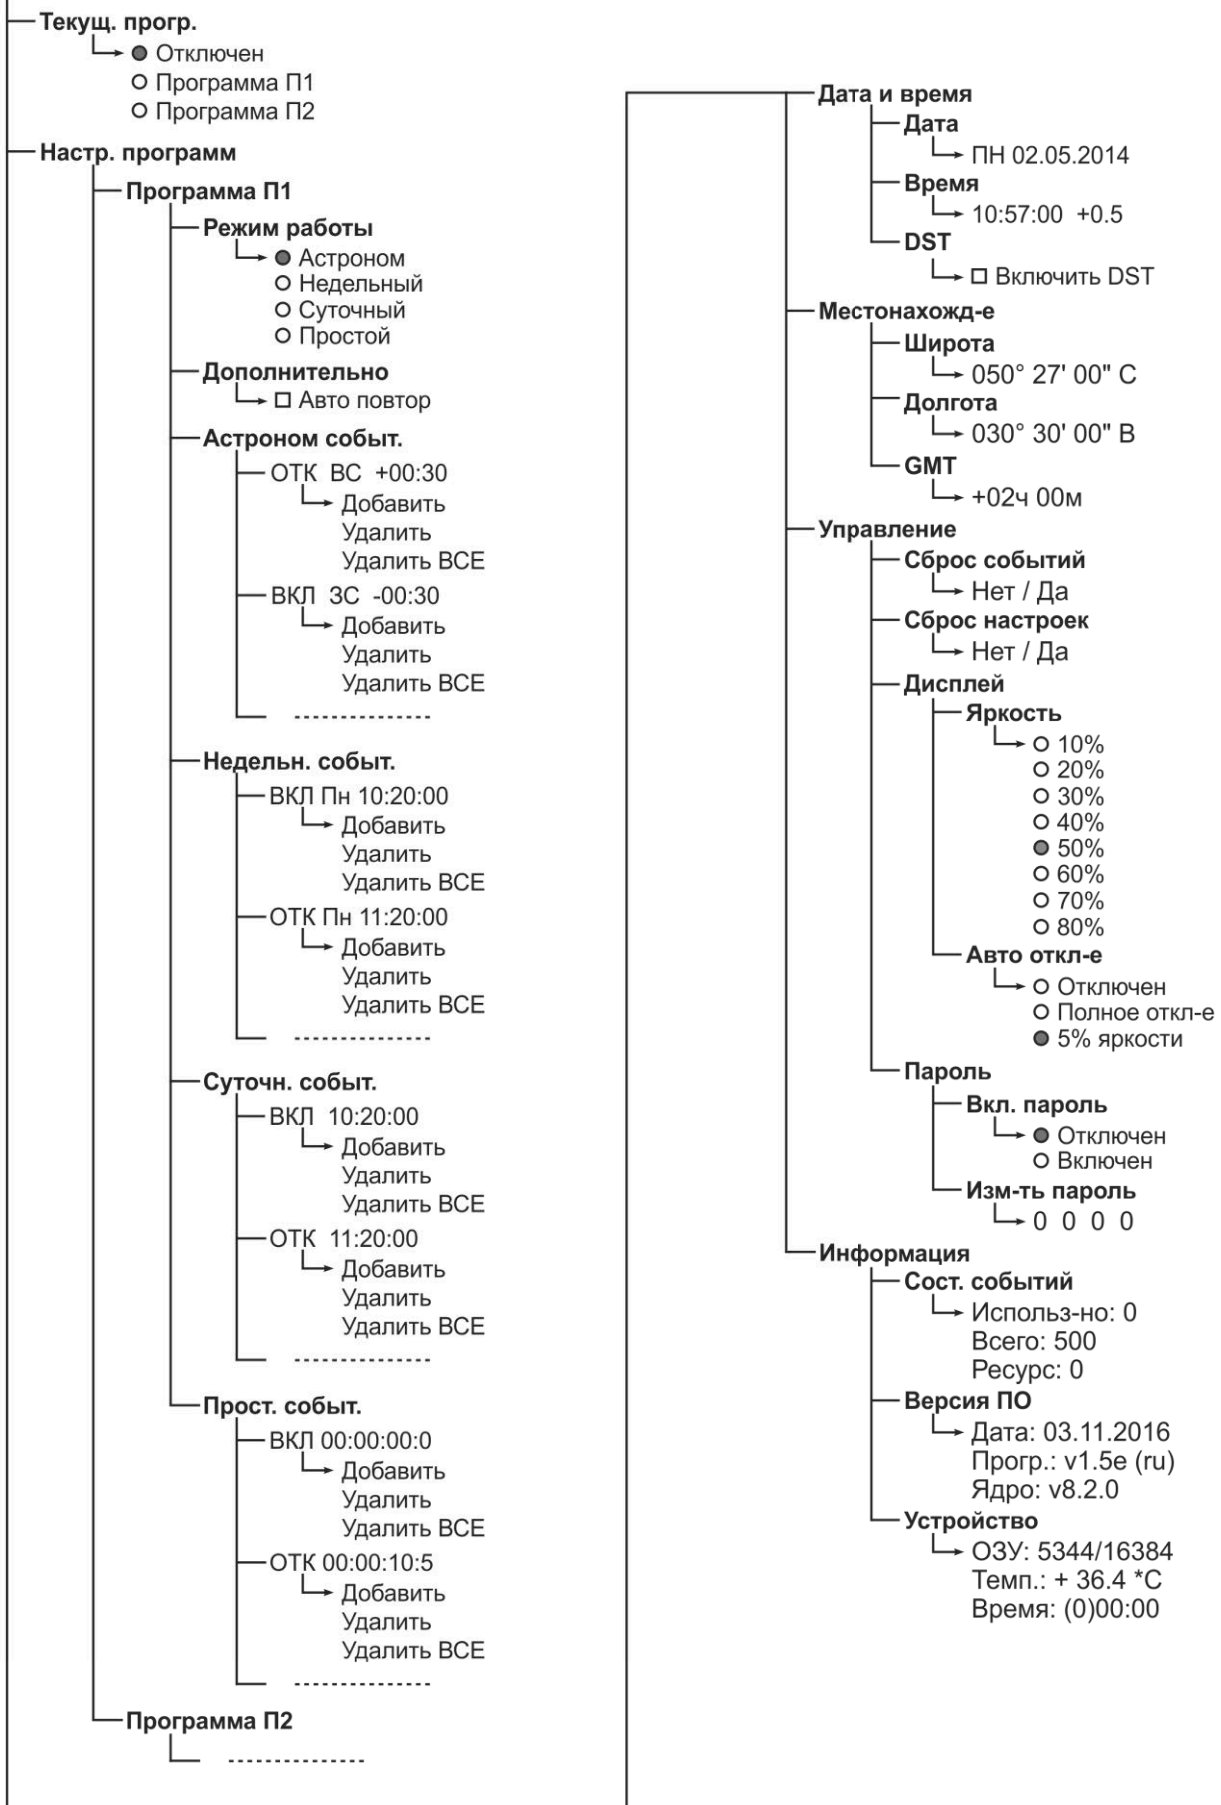 Текущ. прогр.
Отключен
Программа П1
Программа П2
Настр. программ
Программа П1
Режим работы
Астроном
Недельный
Суточный
Простой
Дополнительно
Авто повтор
Астроном событ.
ОТК ВС +00:30
Добавить
Удалить
Удалить ВСЕ
ВКЛ ЗС -00:30
Добавить
Удалить
Удалить ВСЕ
Недельн. событ.
ВКЛ Пн 10:20:00
Добавить
Удалить
Удалить ВСЕ
ОТК Пн 11:20:00
Добавить
Удалить
Удалить ВСЕ
Суточн. событ.
ВКЛ 10:20:00
Добавить
Удалить
Удалить ВСЕ
ОТК 11:20:00
Добавить
Удалить
Удалить ВСЕ
Прост. событ.
ВКЛ 00:00:00:0
Добавить
Удалить
Удалить ВСЕ
ОТК 00:00:10:5
Добавить
Удалить
Удалить ВСЕ
Программа П2
Дата и время
Дата
ПН 02.05.2014
Время
10:57:00 +0.5
DST
Включить DST
Местонахожд-е
Широта
050° 27' 00" С
Долгота
030° 30' 00" В
GMT
+02ч 00м
Управление
Сброс событий
Нет / Да
Сброс настроек
Нет / Да
Дисплей
Яркость
10%
20%
30%
40%
50%
60%
70%
80%
Авто откл-е
Отключен
Полное откл-е
5% яркости
Пароль
Вкл. пароль
Отключен
Включен
Изм-ть пароль
0 0 0 0
Информация
Сост. событий
Использ-но: 0
Всего: 500
Ресурс: 0
Версия ПО
Дата: 03.11.2016
Прогр.: v1.5e (ru)
Ядро: v8.2.0
Устройство
ОЗУ: 5344/16384
Темп.: + 36.4 *C
Время: (0)00:00